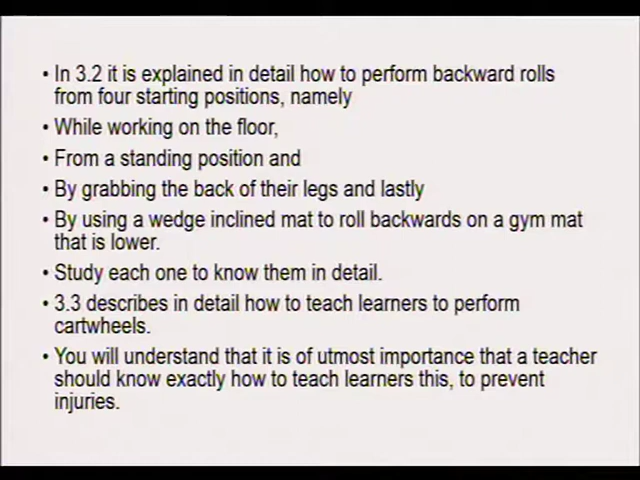 • In 3.2 it is explained in detail how to perform backward rolls
from four starting positions, namely
• While working on the floor,
• From a standing position and
• By grabbing the back of their legs and lastly
• By using a wedge inclined mat to roll backwards on a gym mat
that is lower.
• Study each one to know them in detail.
• 3.3 describes in detail how to teach learners to perform
cartwheels.
• You will understand that it is of utmost importance that a teacher
should know exactly how to teach learners this, to prevent
injuries.